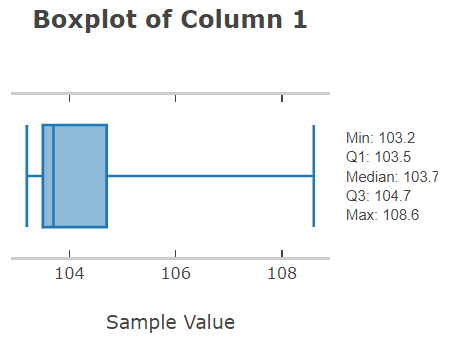 Boxplot of Column 1
Min: 103.2
Q1: 103.5
Median: 103.7
Q3: 104.7
Max: 108.6
104 106 108
Sample Value